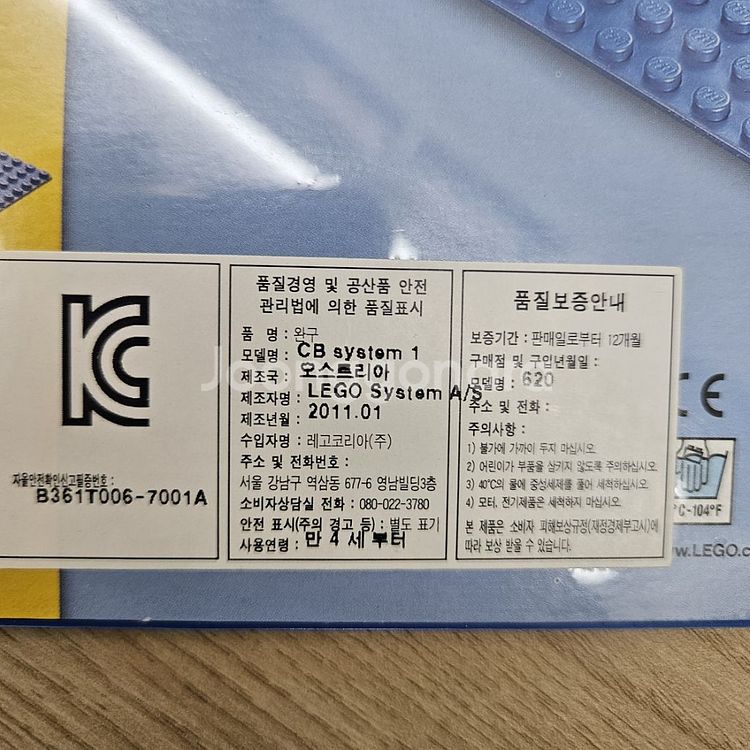 KC
자율안전확인신고필증번호 :
B361T006-7001A
품질경영 및 공산품 안전
관리법에 의한 품질표시
품 명 : 완구
모델명 : CB system 1
제조국 : 오스트리아
제조자명 : LEGO System A/S
제조년월 : 2011.01
수입자명 : 레고코리아(주)
주소 및 전화번호 :
서울 강남구 역삼동 677-6 영남빌딩3층
소비자상담실 전화 : 080-022-3780
안전 표시(주의 경고 등) : 별도 표기
사용연령 : 만 4 세 부터
품질보증안내
보증기간 : 판매일로부터 12개월
구매점 및 구입년월일 :
모델명 : 620
주소 및 전화 :
주의사항 :
1) 불가에 가까이 두지 마십시오.
2) 어린이가 부품을 삼키지 않도록 주의하십시오.
3) 40℃의 물에 중성세제를 풀어 세척하십시오.
4) 모터, 전기제품은 세척하지 마십시오.
본 제품은 소비자 피해보상규정(재정경제부고시)에
따라 보상 받을 수 있습니다.
CE
°C-104°F
www.LEGO.c